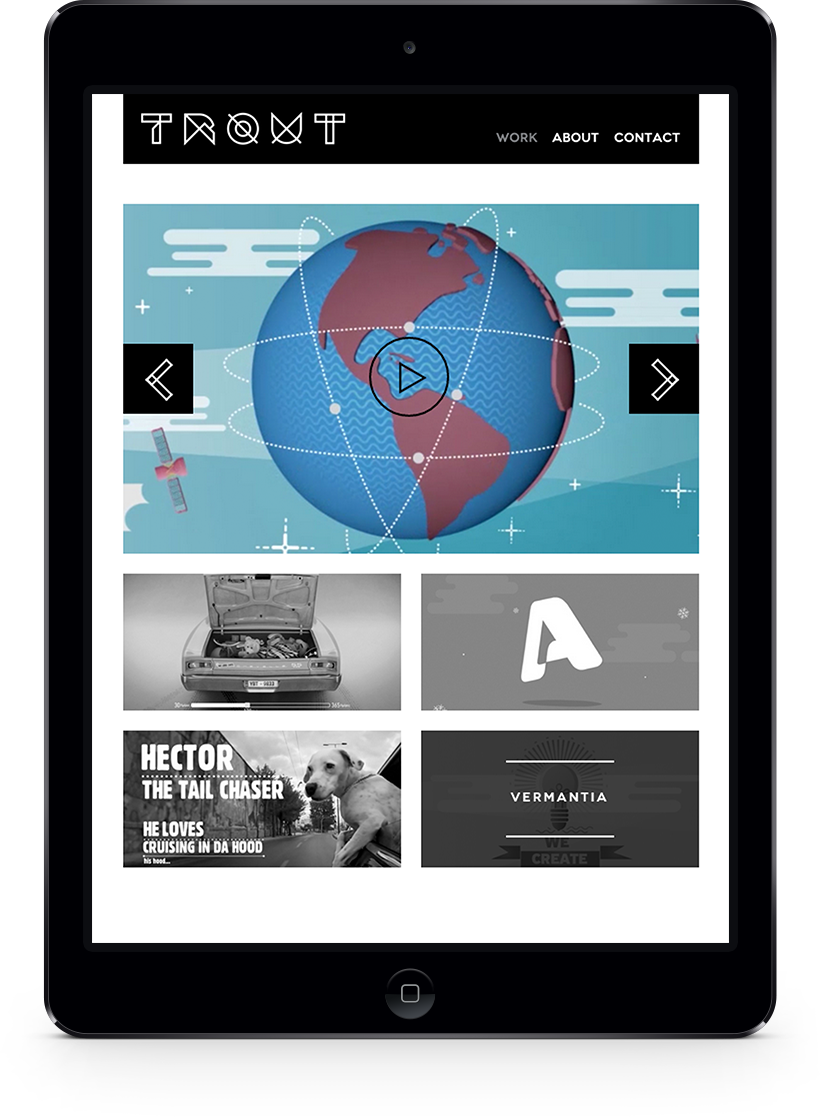 TROUT
WORK ABOUT CONTACT
A
HECTOR
THE TAIL CHASER
HE LOVES
CRUISING IN DA HOOD
his hood...
VERMANTIA
WE
CREATE